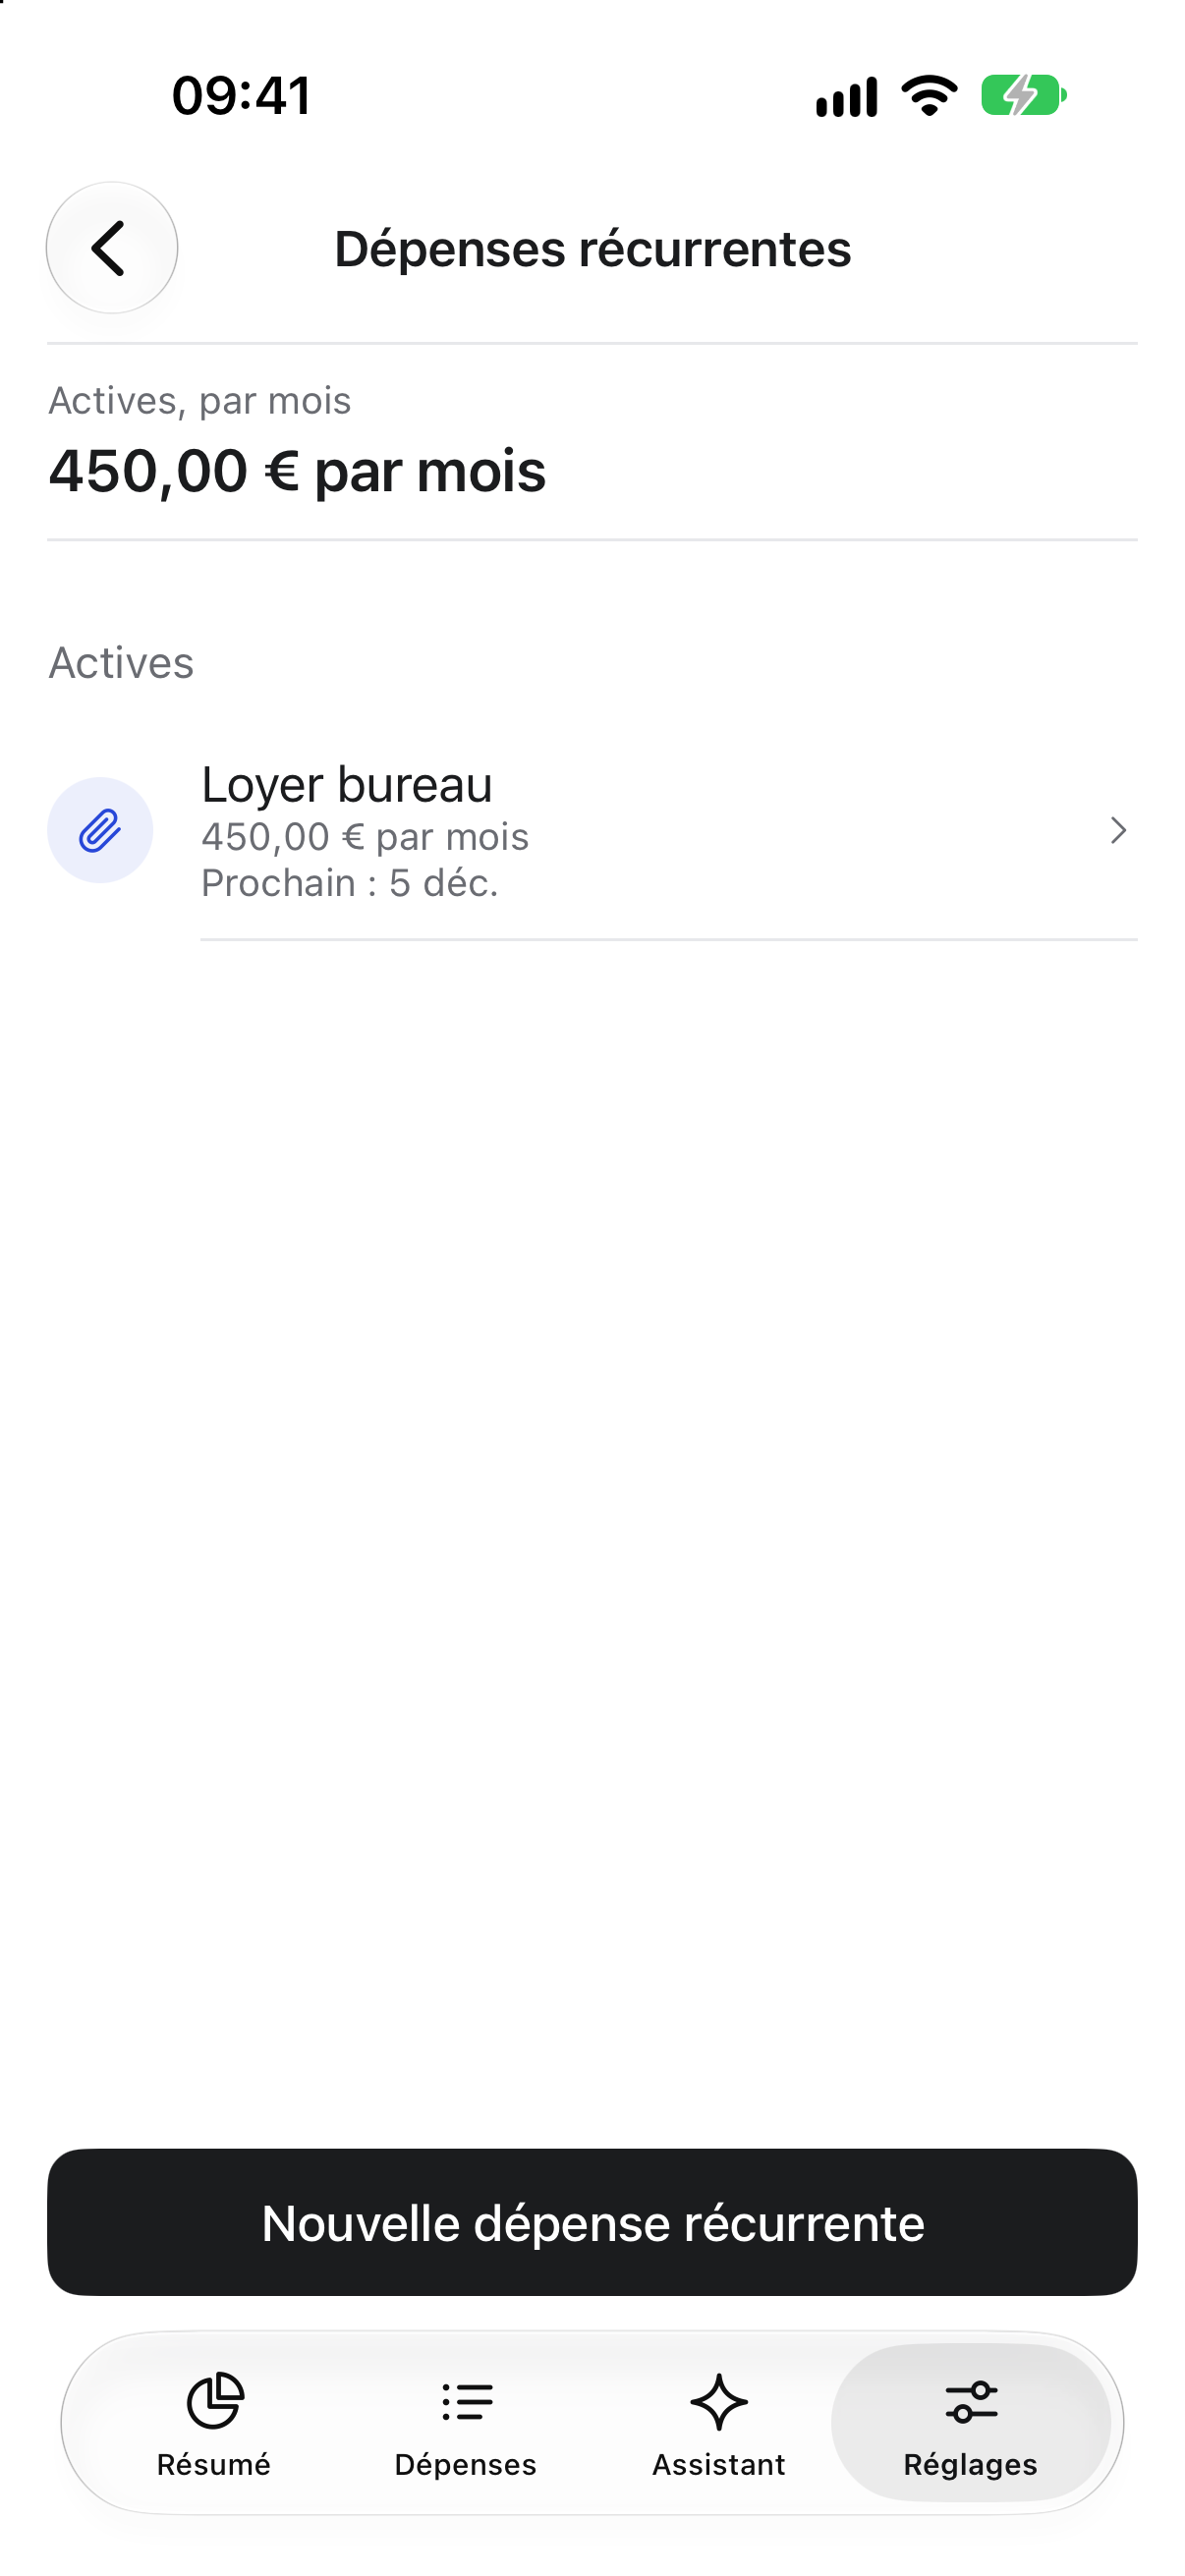 09:41
Dépenses récurrentes
Actives, par mois
450,00 € par mois
Actives
Loyer bureau
450,00 € par mois
Prochain : 5 déc.
Nouvelle dépense récurrente
Résumé
Dépenses
Assistant
Réglages